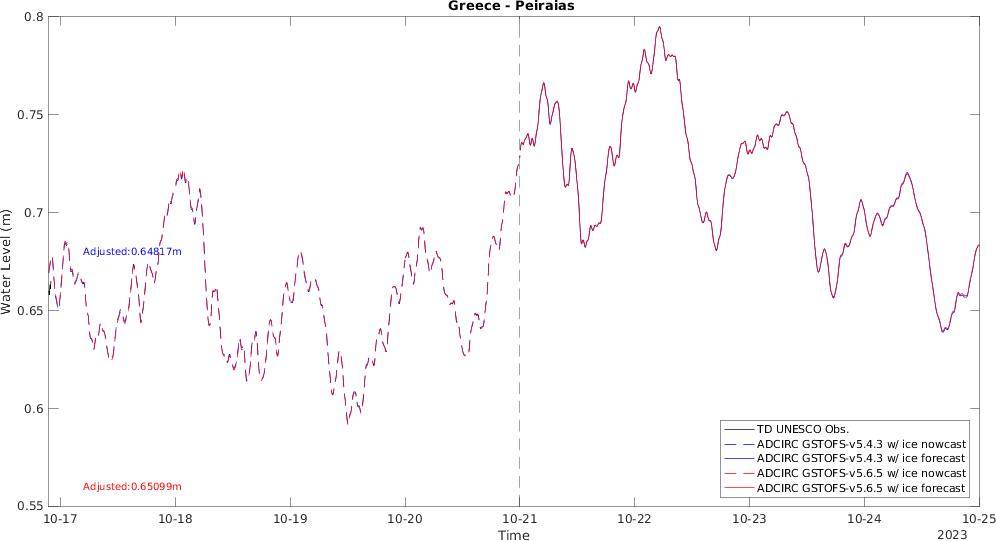 Greece - Peiraias
0.8
0.75
0.7
0.65
0.6
0.55
Water Level (m)
Adjusted:0.64817m
Adjusted:0.65099m
TD UNESCO Obs.
ADCIRC GSTOFS-v5.4.3 w/ ice nowcast
ADCIRC GSTOFS-v5.4.3 w/ ice forecast
ADCIRC GSTOFS-v5.6.5 w/ ice nowcast
ADCIRC GSTOFS-v5.6.5 w/ ice forecast
10-17 10-18 10-19 10-20 10-21 10-22 10-23 10-24 10-25
Time
2023